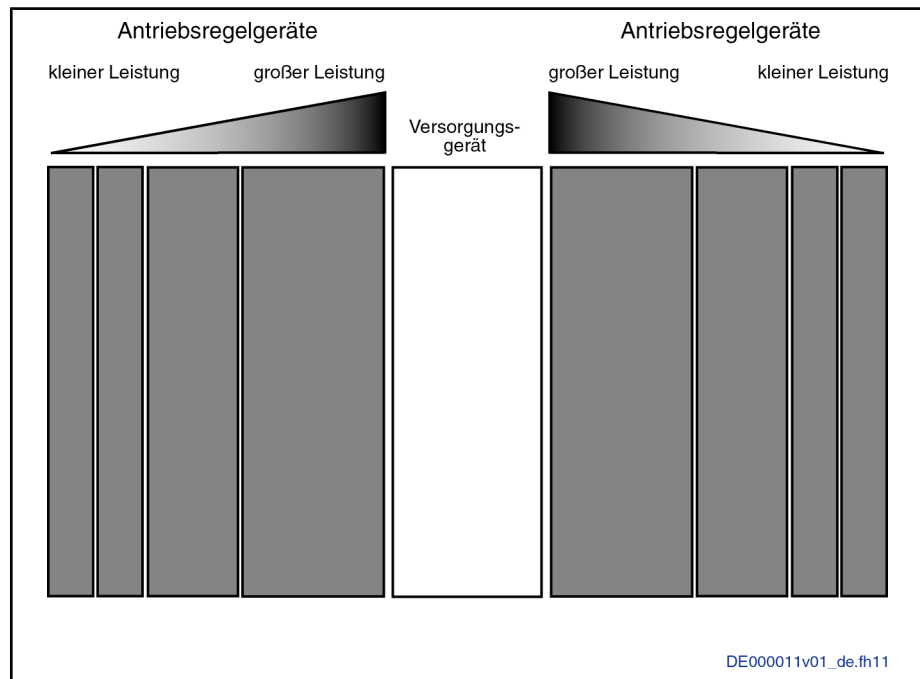 Antriebsregelgeräte
Antriebsregelgeräte
kleiner Leistung
großer Leistung
großer Leistung
kleiner Leistung
Versorgungs-
gerät
DE000011v01_de.fh11